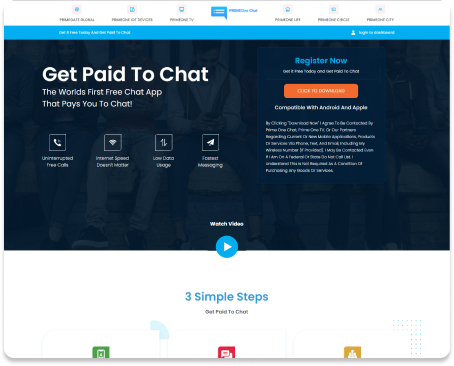 PRIMEDATE GLOBAL
PRIMEONE IOT DEVICES
PRIMEONE TV
PRIMEOne Chat
PRIMEONE LIFE
PRIMEONE CIRCLE
PRIMEONE CITY
Get It Free Today And Get Paid To Chat
login to dashboard
Get Paid To Chat
The Worlds First Free Chat App
That Pays You To Chat!
Uninterrupted
Free Calls
Internet Speed
Doesn't Matter
Low Data
Usage
Fastest
Messaging
Register Now
Get it Free Today And Get Paid To Chat
CLICK TO DOWNLOAD
Compatible With Android And Apple
By Clicking "Download Now" I Agree To Be Contacted By
Prime One Chat, Prime One TV, Or Our Partners
Regarding Current Or New Mobile Applications, Products
Or Services Via Phone, Text, And Email, Including My
Wireless Number (If Provided). I May Be Contacted Even
If I Am On A Federal Or State Do Not Call List. I
Understand This Is Not Required As A Condition Of
Purchasing Any Goods Or Services.
Watch Video
3 Simple Steps
Get Paid To Chat